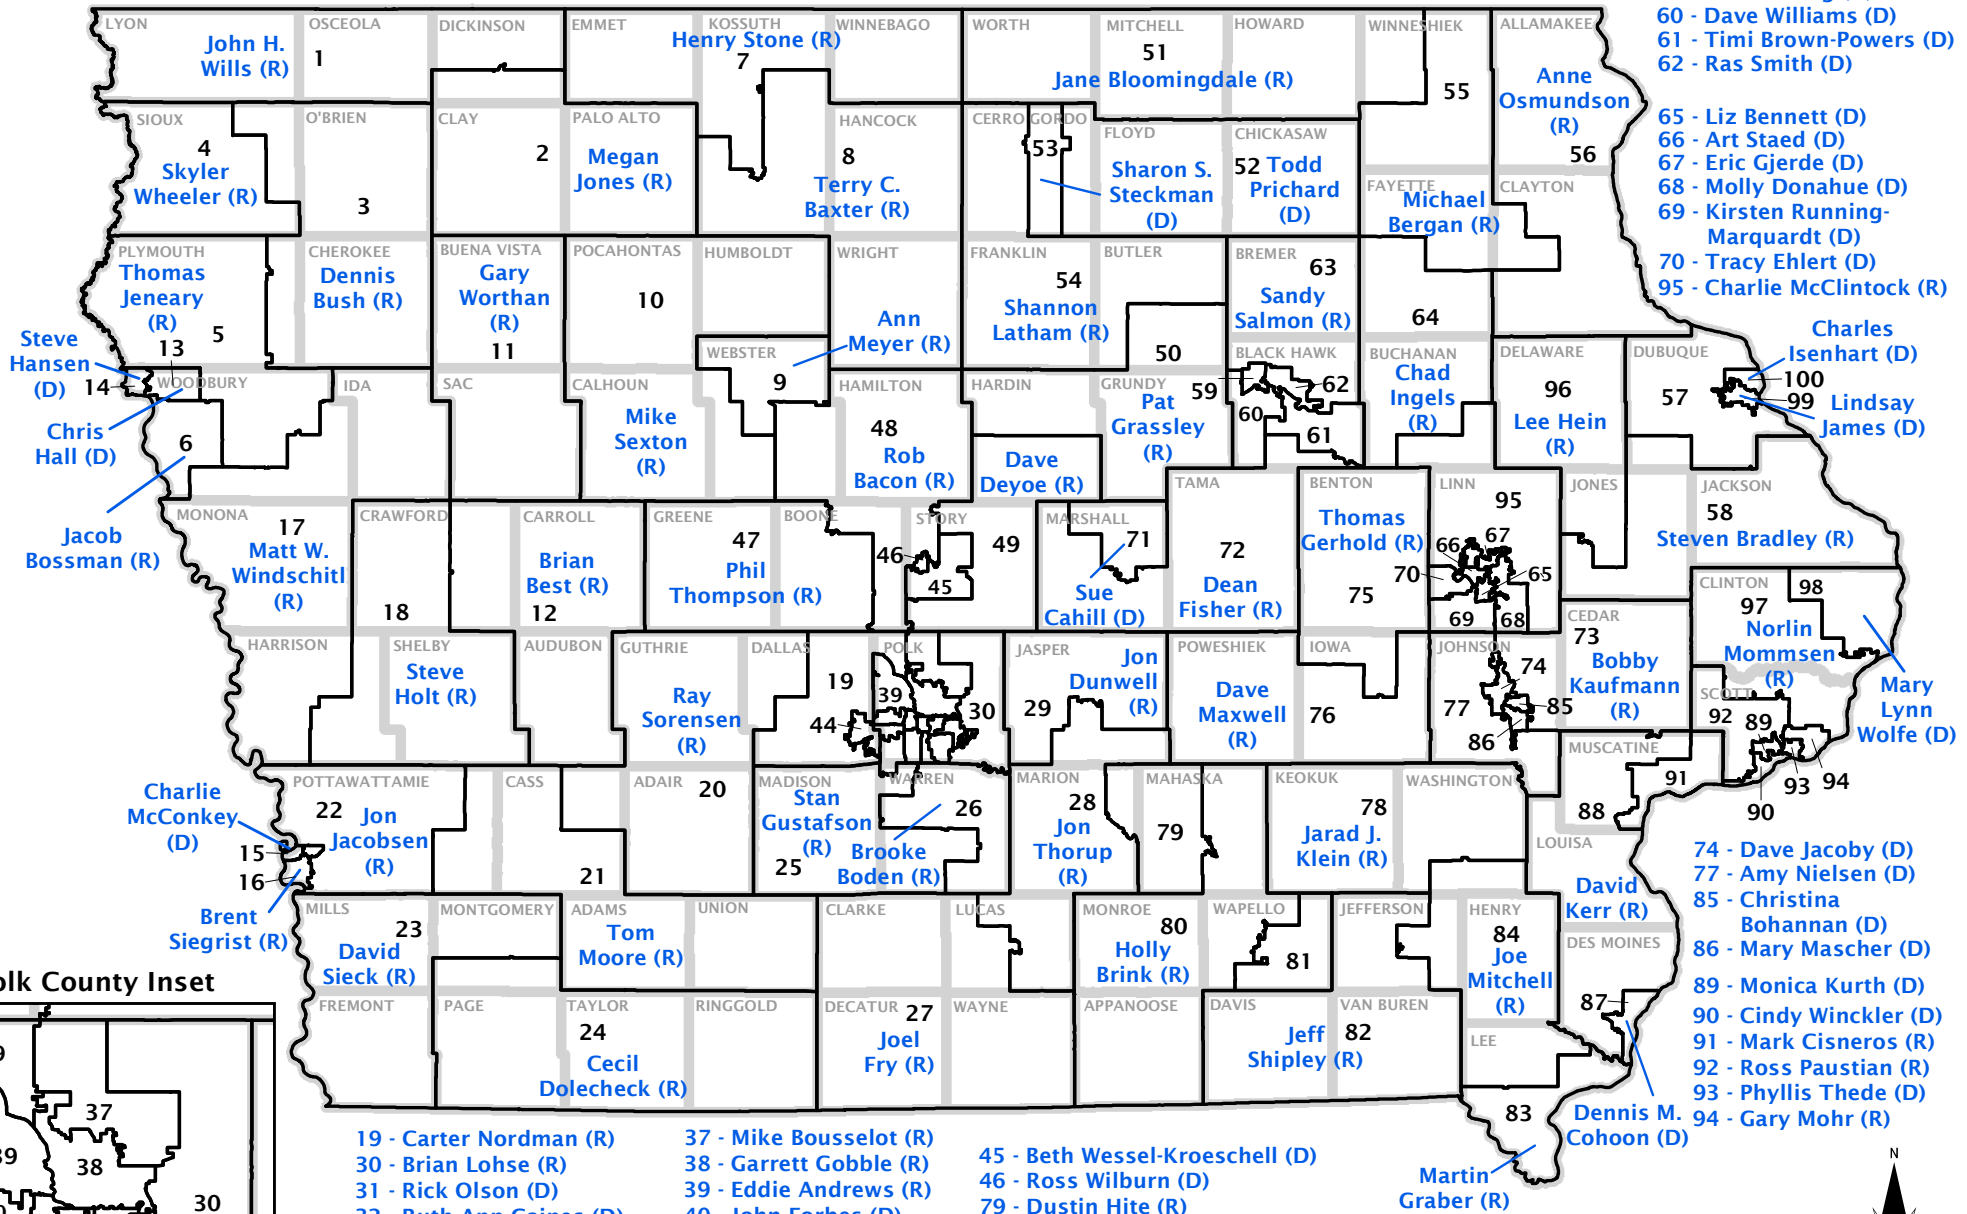 60 - Dave Williams (D)
61 - Timi Brown-Powers (D)
62 - Ras Smith (D)
65 - Liz Bennett (D)
66 - Art Staed (D)
67 - Eric Gjerde (D)
68 - Molly Donahue (D)
69 - Kirsten Running-
Marquardt (D)
70 - Tracy Ehlert (D)
95 - Charlie McClintock (R)
LYON
OSCEOLA
DICKINSON
EMMET
KOSSUTH
WINNEBAGO
WORTH
MITCHELL
HOWARD
WINNESHIEK
ALLAMAKEE
John H.
Wills (R)
1
Henry Stone (R)
7
51
Jane Bloomingdale (R)
55
Anne
Osmundson
(R)
56
SIOUX
O'BRIEN
CLAY
PALO ALTO
HANCOCK
CERRO GORDO
FLOYD
CHICKASAW
FAYETTE
CLAYTON
4
Skyler
Wheeler (R)
3
2
Megan
Jones (R)
8
Terry C.
Baxter (R)
53
Sharon S.
Steckman
(D)
52
Todd
Prichard
(D)
Michael
Bergan (R)
PLYMOUTH
CHEROKEE
BUENA VISTA
POCAHONTAS
HUMBOLDT
WRIGHT
FRANKLIN
BUTLER
BREMER
Thomas
Jeneary
(R)
5
Dennis
Bush (R)
Gary
Worthan
(R)
11
10
Ann
Meyer (R)
54
Shannon
Latham (R)
50
63
Sandy
Salmon (R)
64
Steve
Hansen
(D)
13
14
Chris
Hall (D)
6
Jacob
Bossman (R)
WOODBURY
IDA
SAC
CALHOUN
WEBSTER
HAMILTON
HARDIN
GRUNDY
BLACK HAWK
BUCHANAN
DELAWARE
DUBUQUE
9
Mike
Sexton
(R)
48
Rob
Bacon (R)
Dave
Deyoe (R)
Pat
Grassley
(R)
59
60
62
61
Chad
Ingels
(R)
96
Lee Hein
(R)
57
Charles
Isenhart (D)
100
99
Lindsay
James (D)
MONONA
CRAWFORD
CARROLL
GREENE
BOONE
STORY
MARSHALL
TAMA
BENTON
LINN
JONES
JACKSON
17
Matt W.
Windschitl
(R)
18
Brian
Best (R)
12
47
Phil
Thompson (R)
46
45
49
71
Sue
Cahill (D)
72
Dean
Fisher (R)
Thomas
Gerhold (R)
75
95
67
66
70
65
69
68
58
Steven Bradley (R)
HARRISON
SHELBY
AUDUBON
GUTHRIE
DALLAS
POLK
JASPER
POWESHIEK
IOWA
JOHNSON
CEDAR
CLINTON
SCOTT
Steve
Holt (R)
Ray
Sorensen
(R)
19
44
39
30
29
Jon
Dunwell
(R)
Dave
Maxwell
(R)
76
77
74
85
86
73
Bobby
Kaufmann
(R)
97
98
Norlin
Mommsen
(R)
Mary
Lynn
Wolfe (D)
92
89
94
93
90
91
Charlie
McConkey
(D)
15
16
Brent
Siegrist (R)
POTTAWATTAMIE
CASS
ADAIR
MADISON
WARREN
MARION
MAHASKA
KEOKUK
WASHINGTON
MUSCATINE
LOUISA
22
Jon
Jacobsen
(R)
21
20
Stan
Gustafson
(R)
25
26
Brooke
Boden (R)
28
Jon
Thorup
(R)
79
78
Jarad J.
Klein (R)
88
David
Kerr (R)
MILLS
MONTGOMERY
ADAMS
UNION
CLARKE
LUCAS
MONROE
WAPELLO
JEFFERSON
HENRY
DES MOINES
23
David
Sieck (R)
Tom
Moore (R)
80
Holly
Brink (R)
81
84
Joe
Mitchell
(R)
87
FREMONT
PAGE
TAYLOR
RINGGOLD
DECATUR
WAYNE
APPANOOSE
DAVIS
VAN BUREN
LEE
24
Cecil
Dolecheck (R)
27
Joel
Fry (R)
Jeff
Shipley (R)
82
83
Martin
Graber (R)
Dennis M.
Cohoon (D)
74 - Dave Jacoby (D)
77 - Amy Nielsen (D)
85 - Christina
Bohannan (D)
86 - Mary Mascher (D)
89 - Monica Kurth (D)
90 - Cindy Winckler (D)
91 - Mark Cisneros (R)
92 - Ross Paustian (R)
93 - Phyllis Thede (D)
94 - Gary Mohr (R)
olk County Inset
9
37
39
38
30
19 - Carter Nordman (R)
30 - Brian Lohse (R)
31 - Rick Olson (D)
37 - Mike Bousselot (R)
38 - Garrett Gobble (R)
39 - Eddie Andrews (R)
40 - John Forbes (D)
45 - Beth Wessel-Kroeschell (D)
46 - Ross Wilburn (D)
79 - Dustin Hite (R)
N